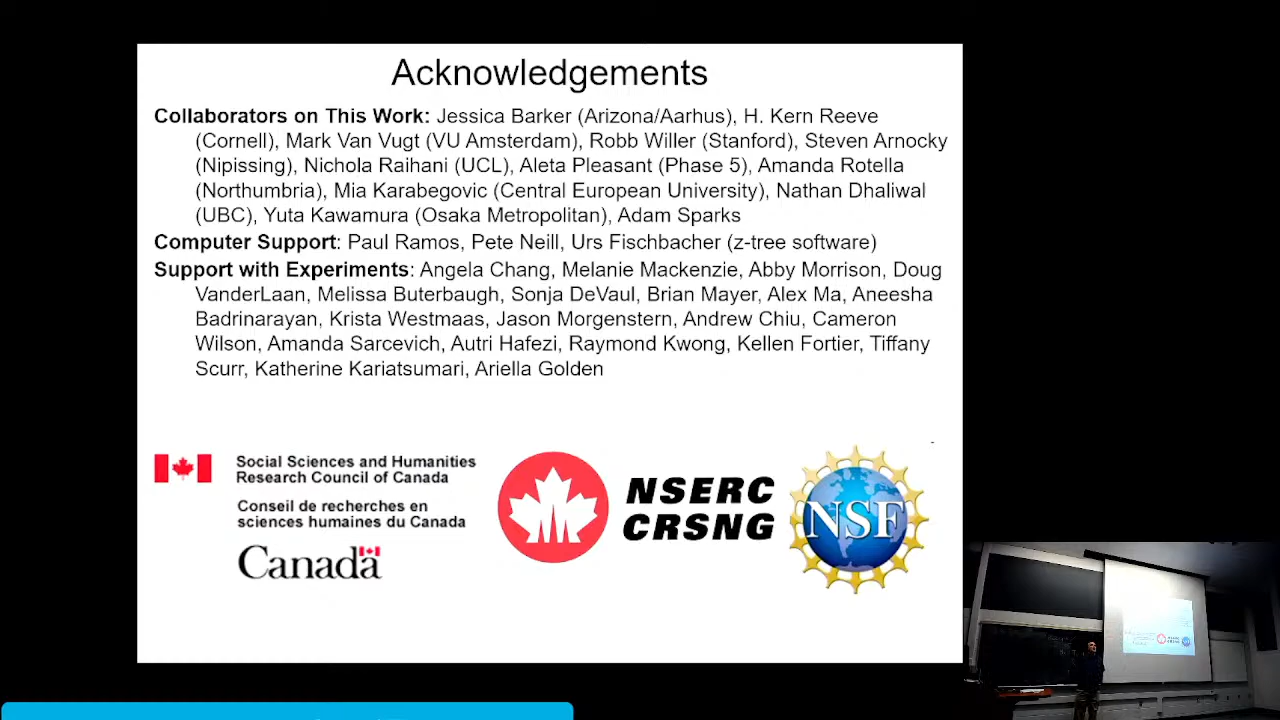 Acknowledgements
Collaborators on This Work: Jessica Barker (Arizona/Aarhus), H. Kern Reeve
(Cornell), Mark Van Vugt (VU Amsterdam), Robb Willer (Stanford), Steven Arnocky
(Nipissing), Nichola Raihani (UCL), Aleta Pleasant (Phase 5), Amanda Rotella
(Northumbria), Mia Karabegovic (Central European University), Nathan Dhaliwal
(UBC), Yuta Kawamura (Osaka Metropolitan), Adam Sparks
Computer Support: Paul Ramos, Pete Neill, Urs Fischbacher (z-tree software)
Support with Experiments: Angela Chang, Melanie Mackenzie, Abby Morrison, Doug
VanderLaan, Melissa Buterbaugh, Sonja DeVaul, Brian Mayer, Alex Ma, Aneesha
Badrinarayan, Krista Westmaas, Jason Morgenstern, Andrew Chiu, Cameron
Wilson, Amanda Sarcevich, Autri Hafezi, Raymond Kwong, Kellen Fortier, Tiffany
Scurr, Katherine Kariatsumari, Ariella Golden
Social Sciences and Humanities
Research Council of Canada
Conseil de recherches en
sciences humaines du Canada
Canada
NSERC
CRSNG
NSF
NSERC
CRSNG